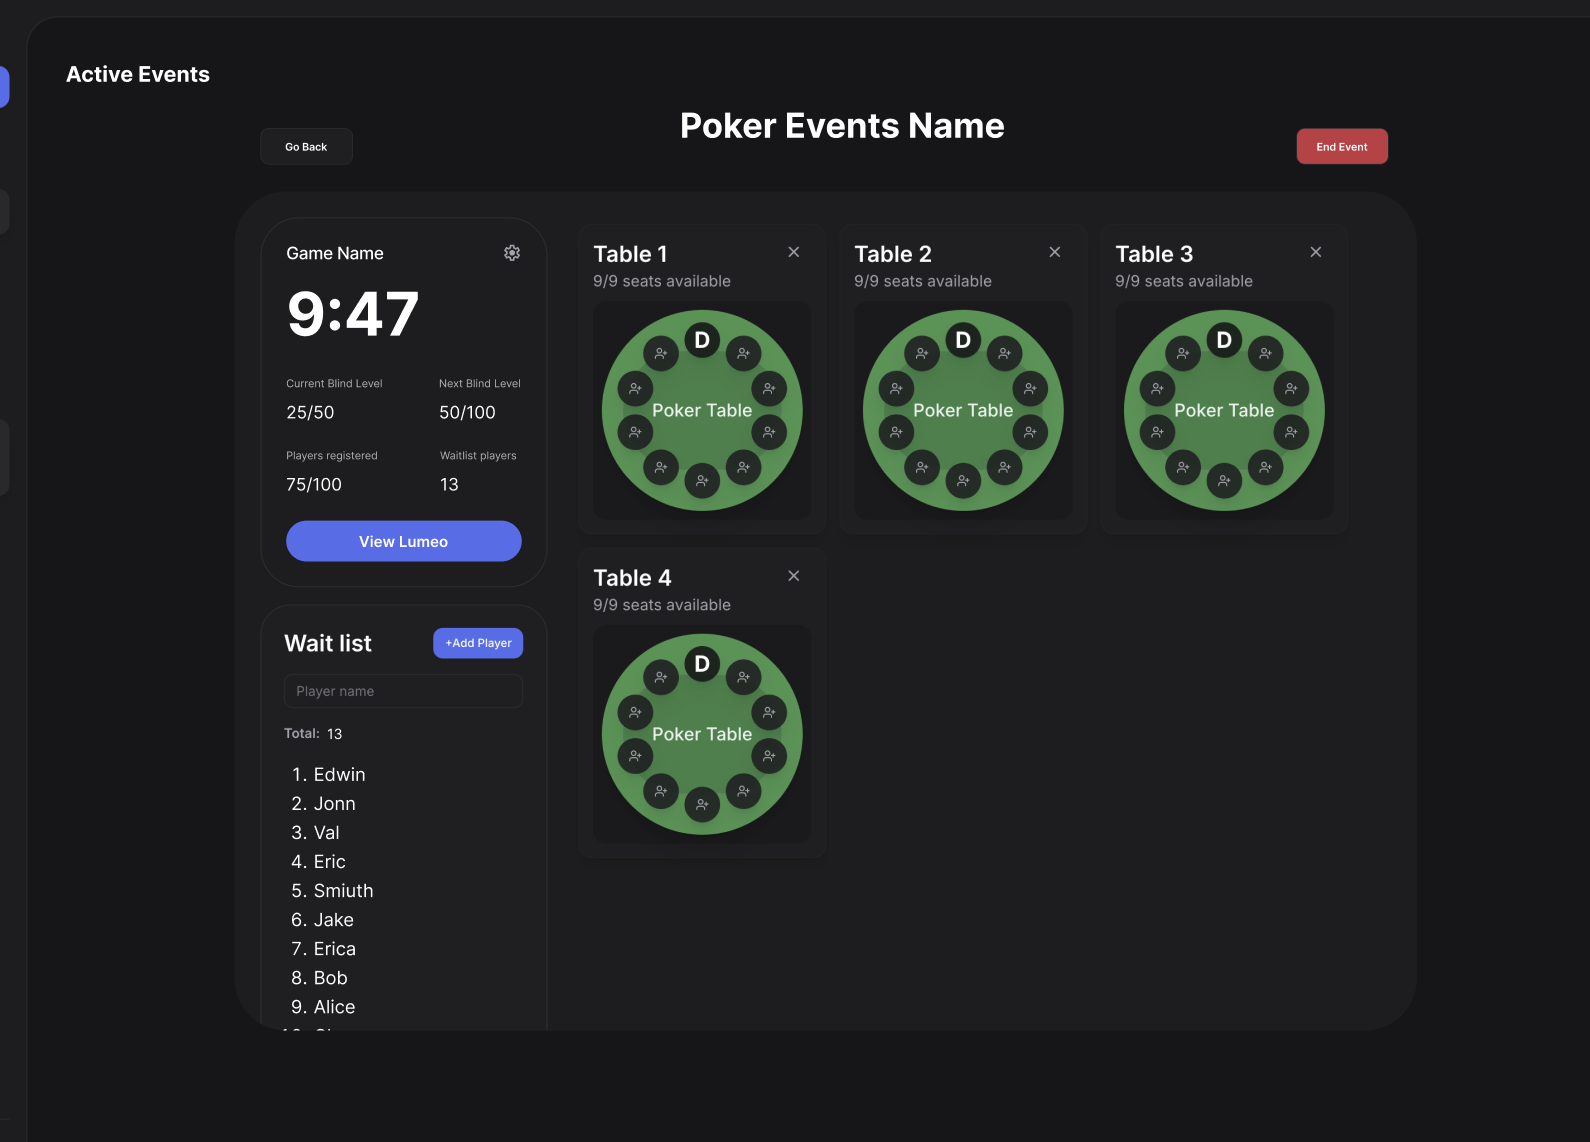 Active Events
Poker Events Name
Go Back
End Event
Game Name
9:47
Current Blind Level
Next Blind Level
25/50
50/100
Players registered
Waitlist players
75/100
13
View Lumeo
Wait list
+Add Player
Player name
Total: 13
1. Edwin
2. Jonn
3. Val
4. Eric
5. Smiuth
6. Jake
7. Erica
8. Bob
9. Alice
Table 1
9/9 seats available
D
Poker Table
Table 2
9/9 seats available
D
Poker Table
Table 3
9/9 seats available
D
Poker Table
Table 4
9/9 seats available
D
Poker Table